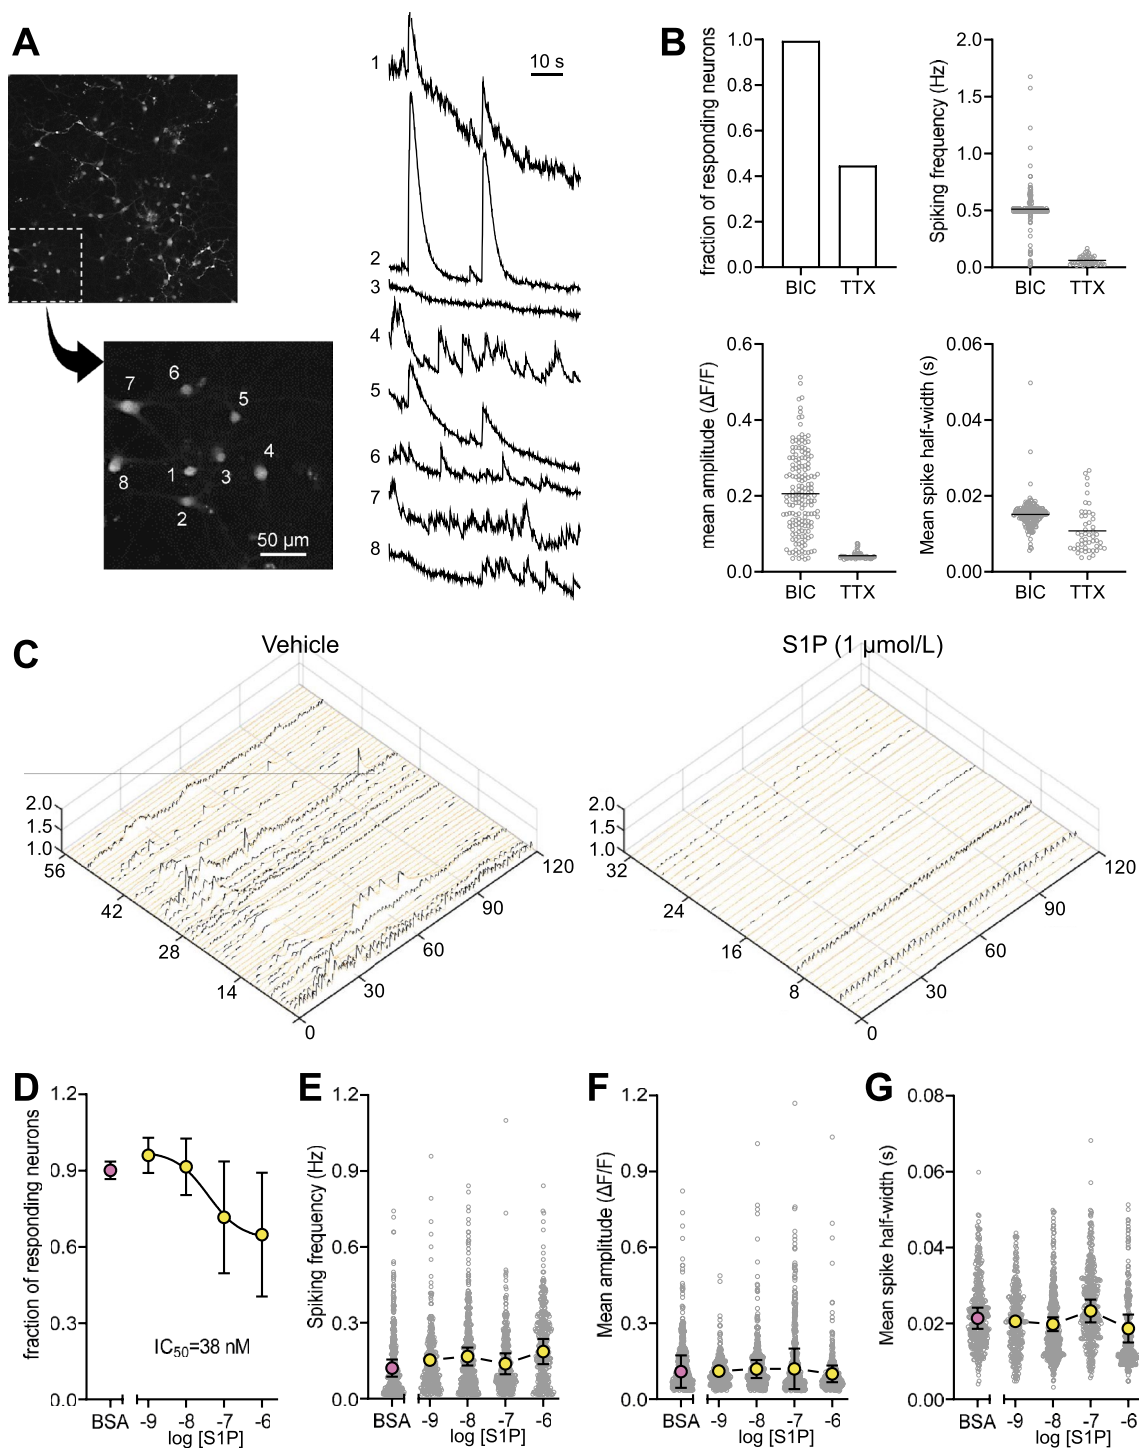 A
1
10 s
2
3
4
5
6
7
8
7
6
5
4
3
1
8
2
50 µm
B
fraction of responding neurons
1.0
0.8
0.6
0.4
0.2
0.0
BIC TTX
Spiking frequency (Hz)
2.0
1.5
1.0
0.5
0.0
BIC TTX
mean amplitude (ΔF/F)
0.6
0.4
0.2
0.0
BIC TTX
Mean spike half-width (s)
0.06
0.04
0.02
0.00
BIC TTX
C
Vehicle
2.0
1.5
1.0
56
42
28
14
0
30
60
90
120
S1P (1 µmol/L)
2.0
1.5
1.0
32
24
16
8
0
30
60
90
120
D
fraction of responding neurons
1.2
0.9
0.6
0.3
0.0
IC50=38 nM
BSA -9 -8 -7 -6
log [S1P]
E
Spiking frequency (Hz)
1.2
0.9
0.6
0.3
0.0
BSA -9 -8 -7 -6
log [S1P]
F
Mean amplitude (ΔF/F)
1.2
0.9
0.6
0.3
0.0
BSA -9 -8 -7 -6
log [S1P]
G
Mean spike half-width (s)
0.08
0.06
0.04
0.02
0.00
BSA -9 -8 -7 -6
log [S1P]